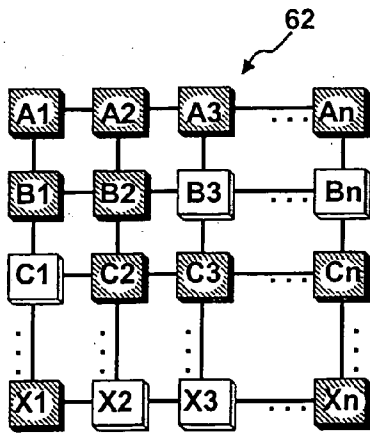 62
A1 A2 A3 ... An
B1 B2 B3 ... Bn
C1 C2 C3 ... Cn
X1 X2 X3 ... Xn